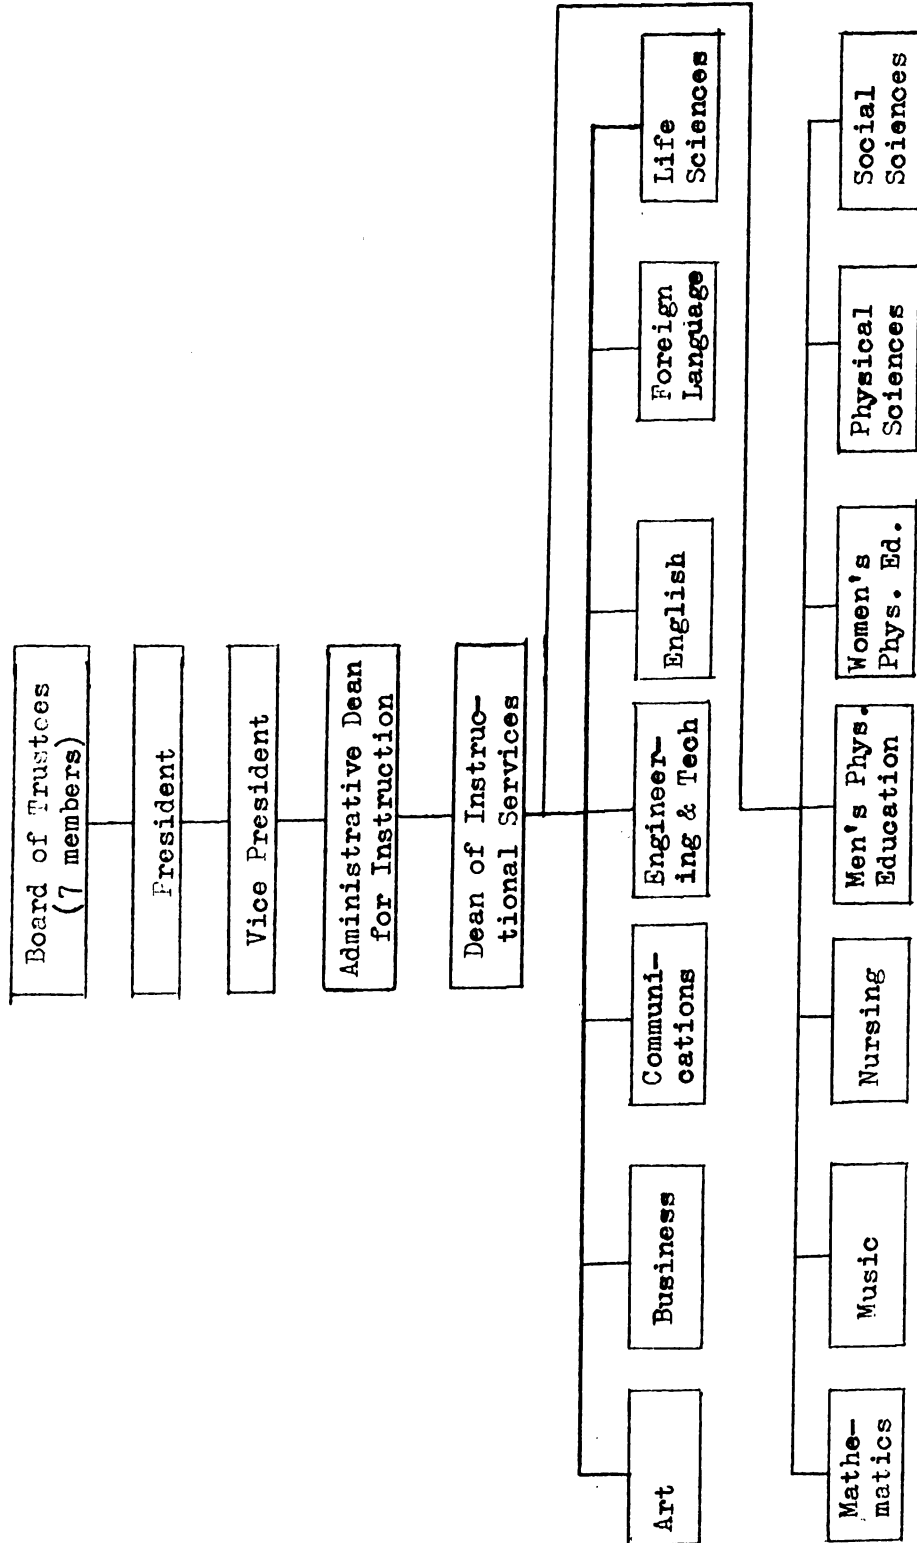 Board of Trustees
(7 members)
President
Vice President
Administrative Dean
for Instruction
Dean of Instruc-
tional Services
Art
Business
Communi-
cations
Engineer-
ing & Tech
English
Foreign
Language
Life
Sciences
Mathe-
matics
Music
Nursing
Men's Phys.
Education
Women's
Phys. Ed.
Physical
Sciences
Social
Sciences